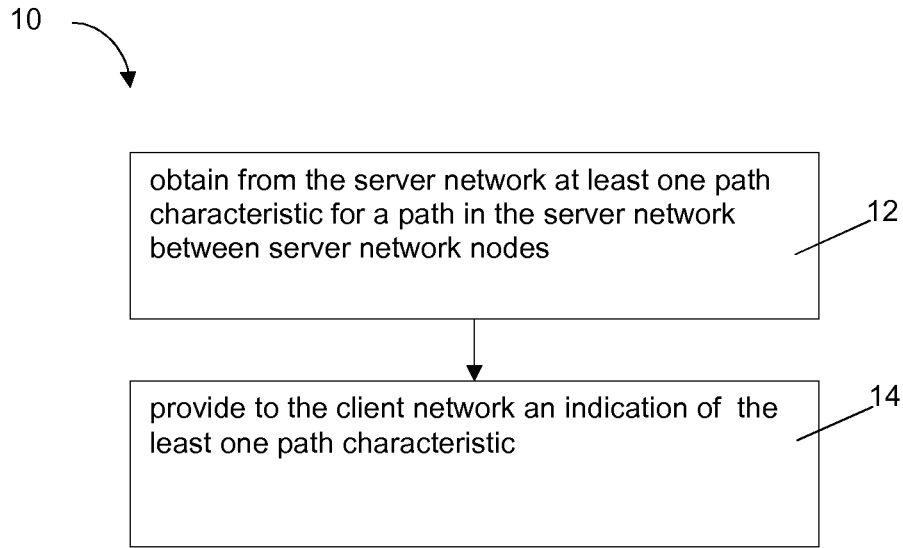 10
obtain from the server network at least one path
characteristic for a path in the server network
between server network nodes
12
provide to the client network an indication of the
least one path characteristic
14